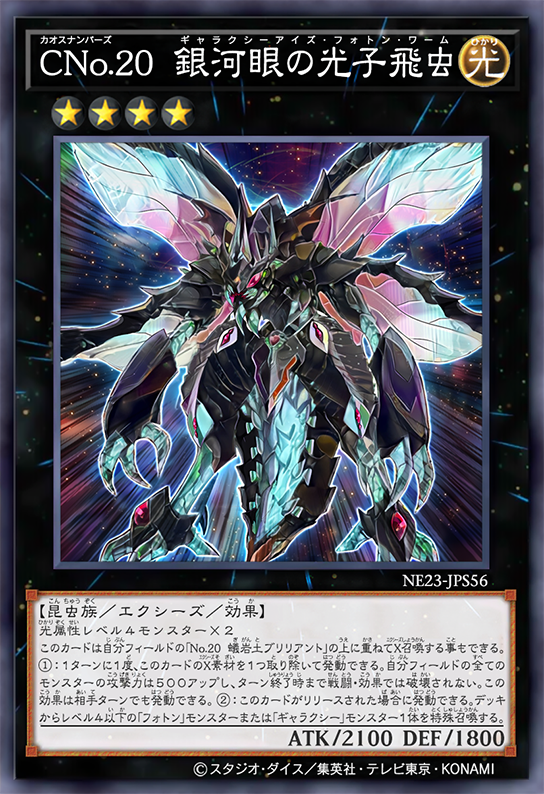 カオスナンバーズ ギャラクシーアイズ・フォトン・ワーム ひかり
CNo.20 銀河眼の光子飛虫 光
NE23-JPS56
【昆虫族／エクシーズ／効果】
光属性レベル４モンスター×２
このカードは自分フィールドの「No.20 蟻岩土ブリリアント」の上に重ねてX召喚する事もできる。
①：1ターンに1度、このカードのX素材を1つ取り除いて発動できる。自分フィールドの全ての
モンスターの攻撃力は５００アップし、ターン終了時まで戦闘・効果では破壊されない。この
効果は相手ターンでも発動できる。②：このカードがリリースされた場合に発動できる。デッキ
からレベル４以下の「フォトン」モンスターまたは「ギャラクシー」モンスター1体を特殊召喚する。
ATK/2100 DEF/1800
©スタジオ・ダイス／集英社・テレビ東京・KONAMI